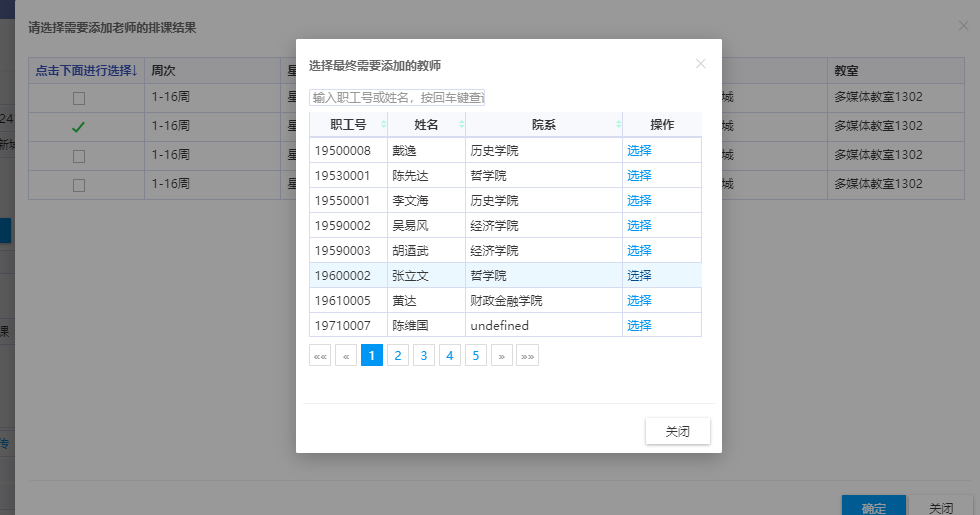 请选择需要添加老师的排课结果
点击下面进行选择↓ 周次 星 教室
1-16周 星 城 多媒体教室1302
1-16周 星 城 多媒体教室1302
1-16周 星 城 多媒体教室1302
1-16周 星 城 多媒体教室1302
选择最终需要添加的教师
输入职工号或姓名，按回车键查询
职工号 姓名 院系 操作
19500008 戴逸 历史学院 选择
19530001 陈先达 哲学院 选择
19550001 李文海 历史学院 选择
19590002 吴易风 经济学院 选择
19590003 胡迺武 经济学院 选择
19600002 张立文 哲学院 选择
19610005 黄达 财政金融学院 选择
19710007 陈维国 undefined 选择
«« « 1 2 3 4 5 » »»
关闭
确定 关闭
24
课
传